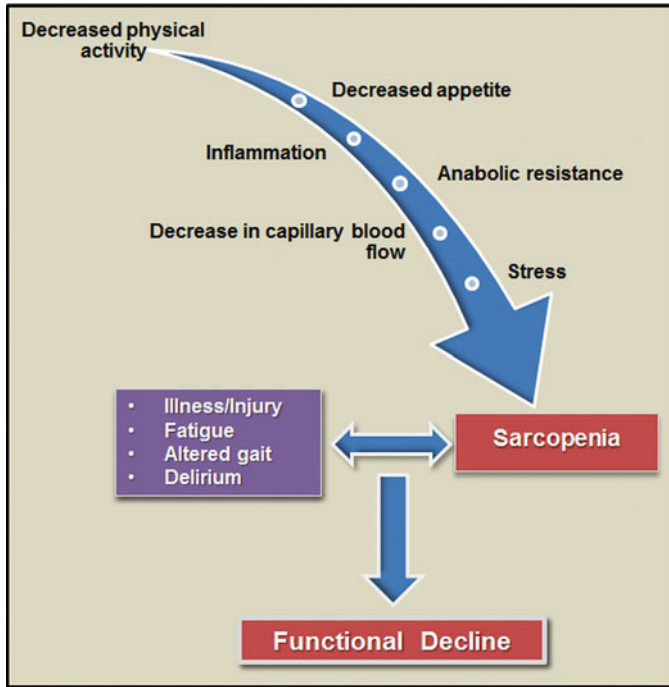 Decreased physical
activity
Decreased appetite
Inflammation
Anabolic resistance
Decrease in capillary blood
flow
Stress
• Illness/Injury
• Fatigue
• Altered gait
• Delirium
Sarcopenia
Functional Decline